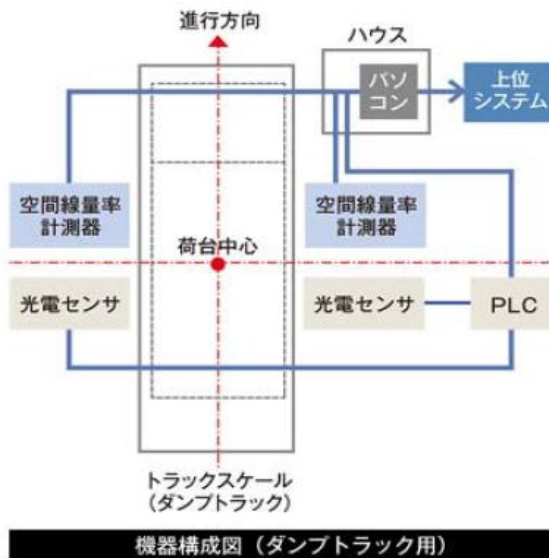 進行方向
ハウス
パソ
コン
上位
システム
空間線量率
計測器
空間線量率
計測器
荷台中心
光電センサ
光電センサ
PLC
トラックスケール
(ダンプトラック)
機器構成図(ダンプトラック用)